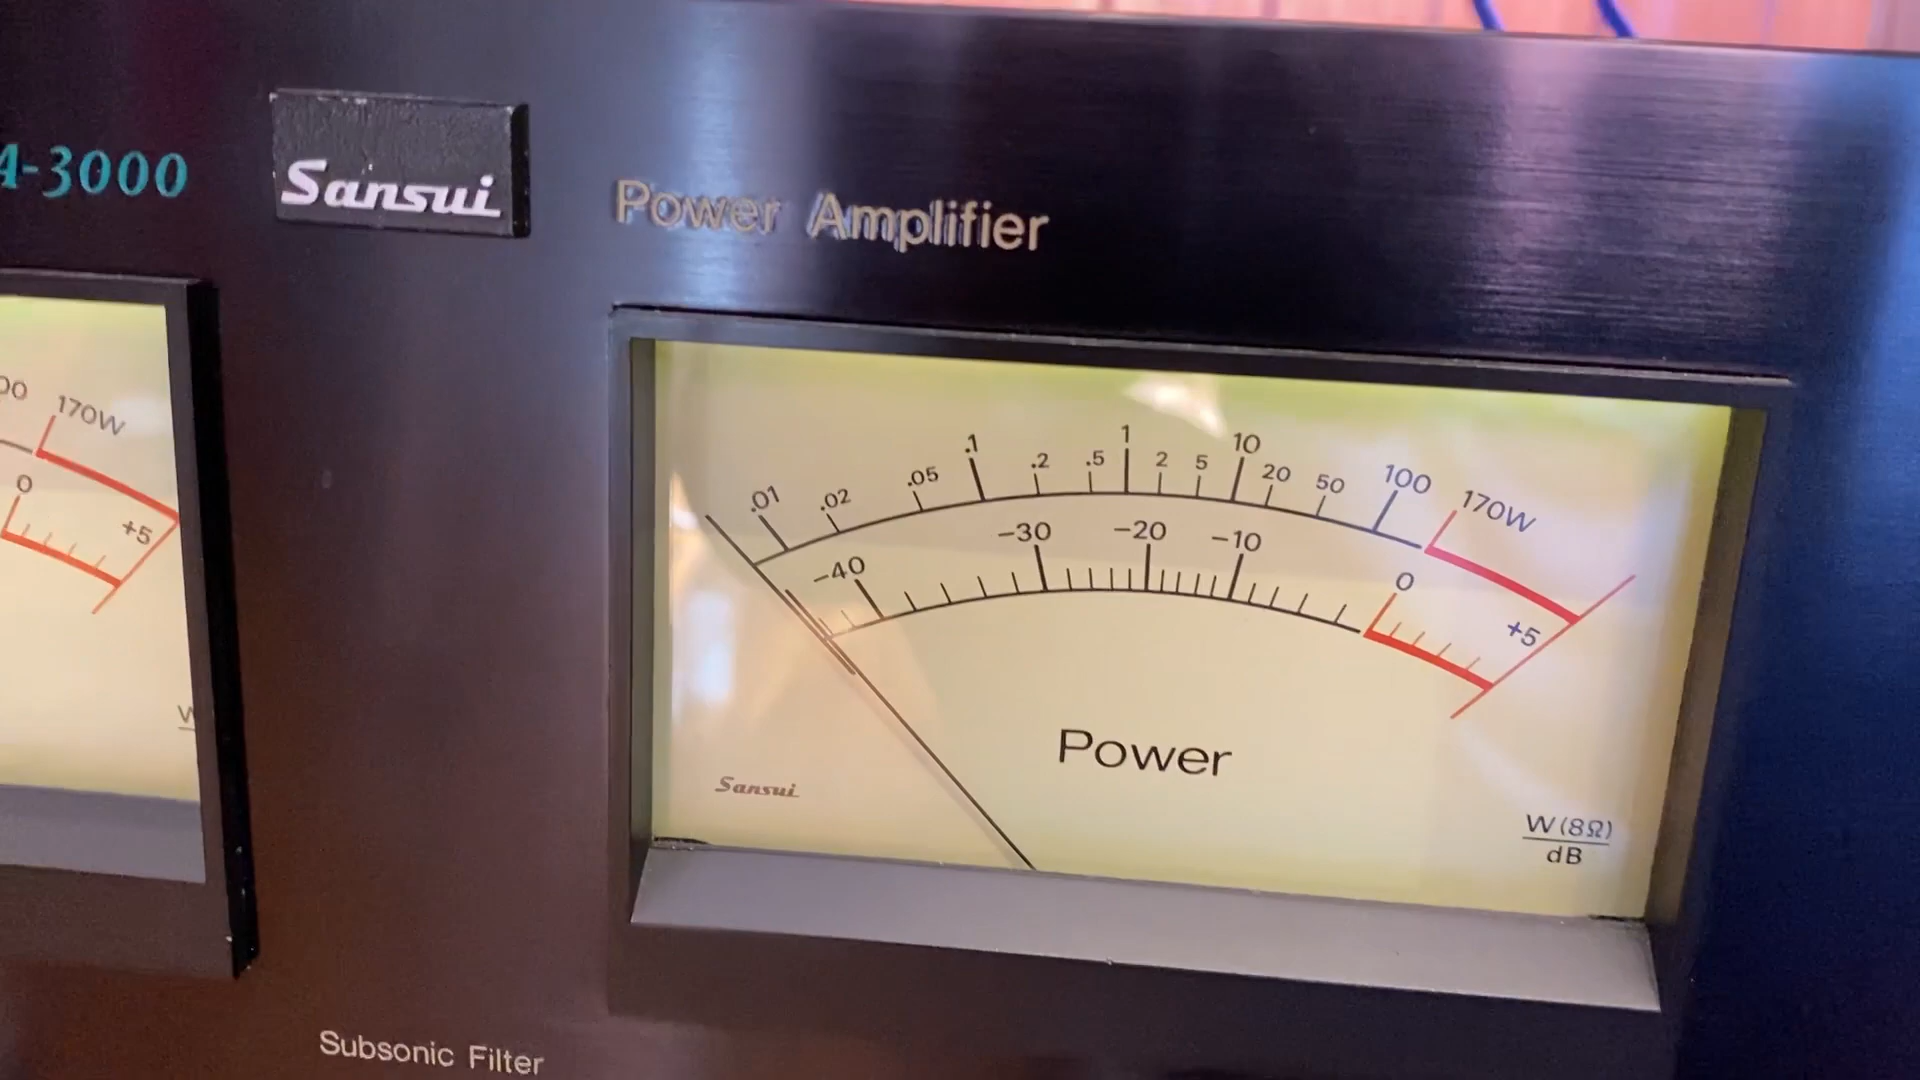 A-3000
Sansui
Power Amplifier
00 170W
0
+5
W
.01 .02 .05 .1 .2 .5 1 2 5 10 20 50 100 170W
-40 -30 -20 -10 0 +5
Power
Sansui
W(8Ω)
dB
Subsonic Filter